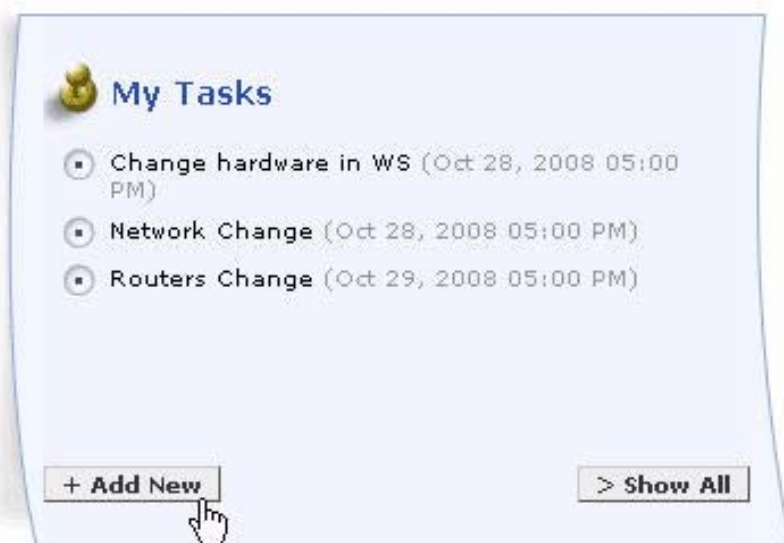 My Tasks
Change hardware in WS (Oct 28, 2008 05:00
PM)
Network Change (Oct 28, 2008 05:00 PM)
Routers Change (Oct 29, 2008 05:00 PM)
+ Add New
> Show All